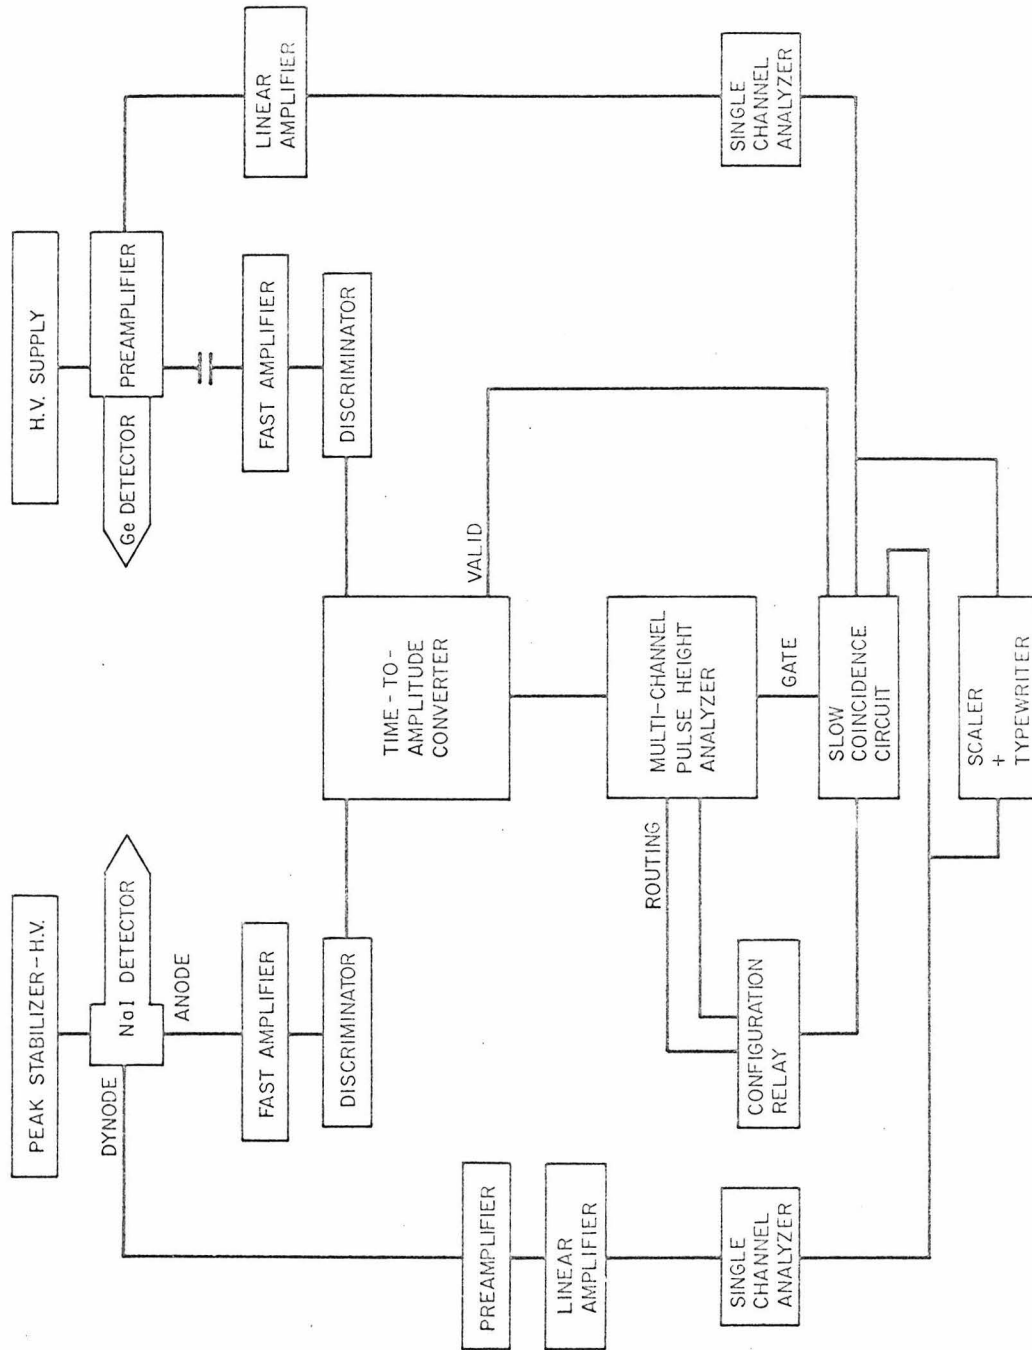 PEAK STABILIZER-H.V.
H.V. SUPPLY
DYNODE
NaI DETECTOR
Ge DETECTOR
PREAMPLIFIER
ANODE
FAST AMPLIFIER
FAST AMPLIFIER
LINEAR
AMPLIFIER
DISCRIMINATOR
DISCRIMINATOR
TIME-TO-
AMPLITUDE
CONVERTER
VALID
PREAMPLIFIER
LINEAR
AMPLIFIER
ROUTING
MULTI-CHANNEL
PULSE HEIGHT
ANALYZER
SINGLE
CHANNEL
ANALYZER
CONFIGURATION
RELAY
GATE
SINGLE
CHANNEL
ANALYZER
SLOW
COINCIDENCE
CIRCUIT
SCALER
+
TYPEWRITER